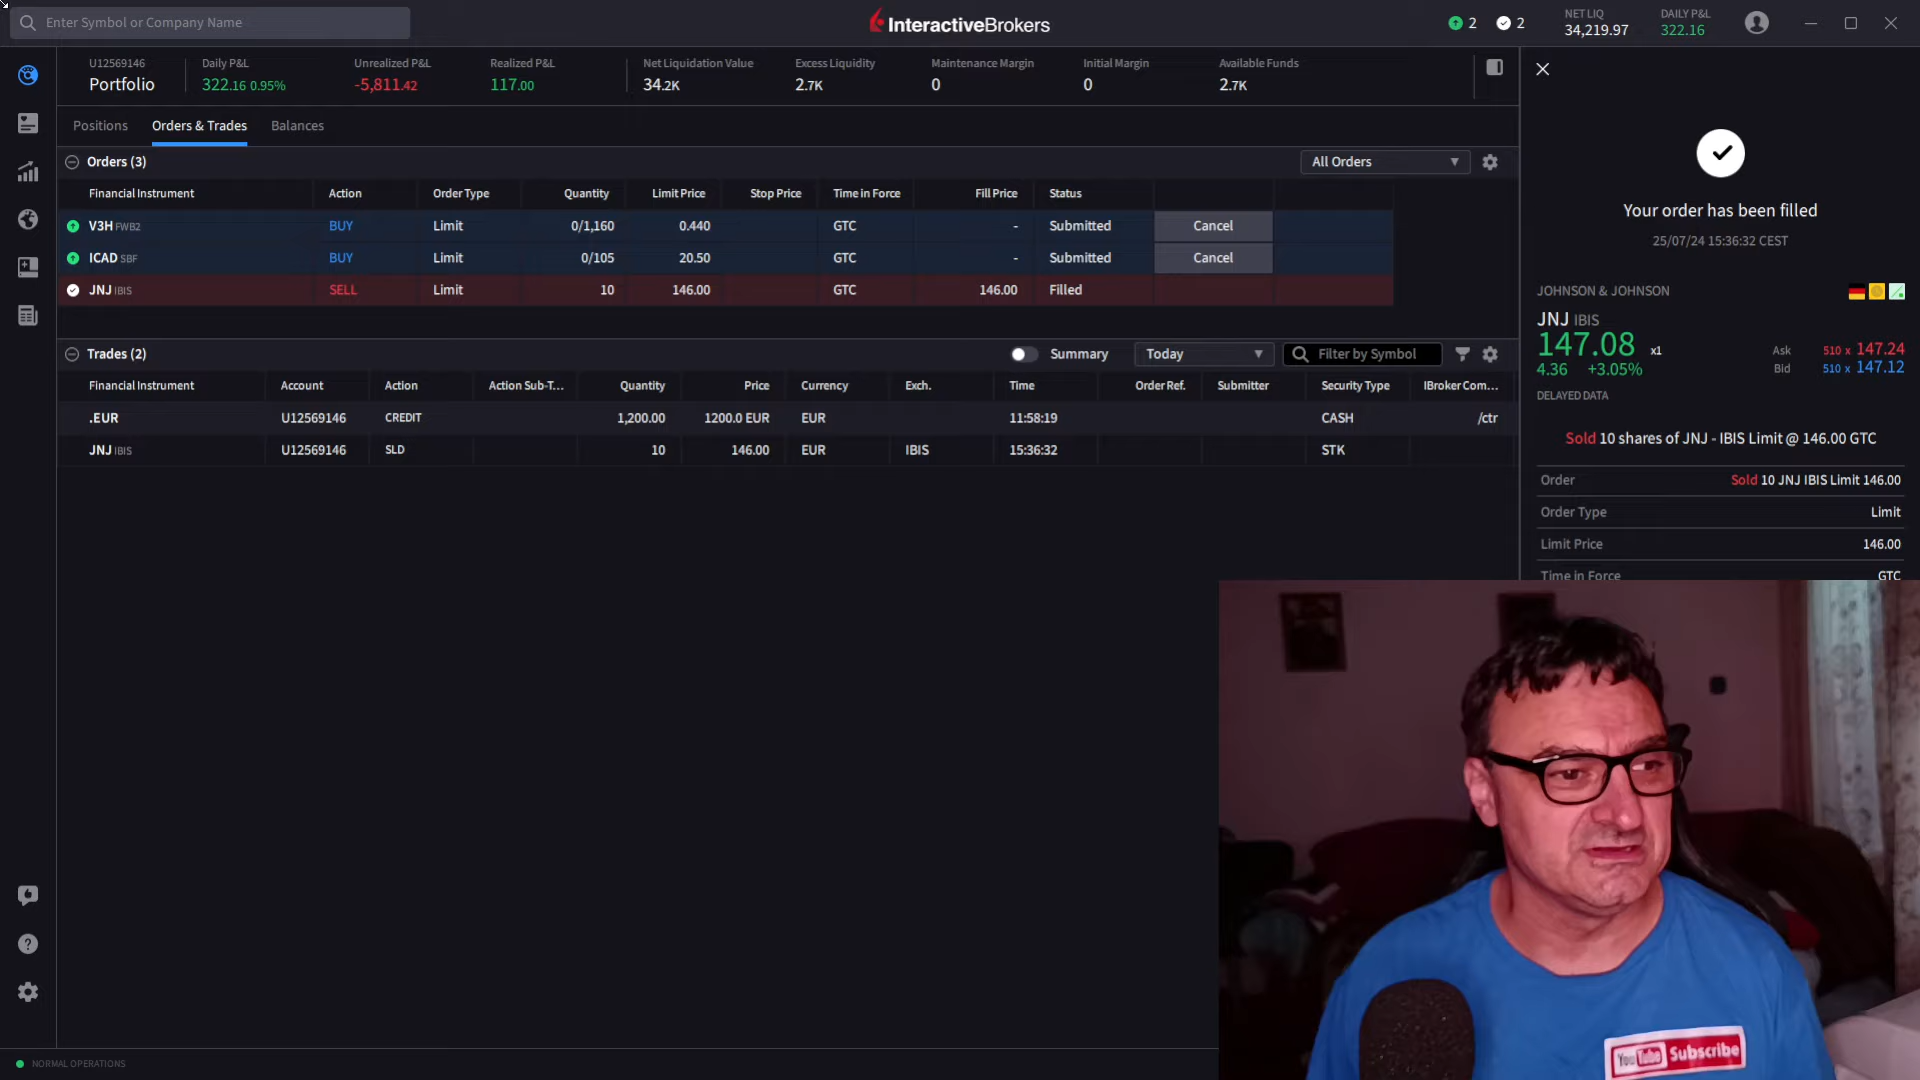 Enter Symbol or Company Name
InteractiveBrokers
2 2
NET LIQ
34,219.97
DAILY P&L
322.16
U12569146
Portfolio
Daily P&L
322.16 0.95%
Unrealized P&L
-5,811.42
Realized P&L
117.00
Net Liquidation Value
34.2K
Excess Liquidity
2.7K
Maintenance Margin
0
Initial Margin
0
Available Funds
2.7K
Positions Orders & Trades Balances
Orders (3) All Orders
Financial Instrument Action Order Type Quantity Limit Price Stop Price Time in Force Fill Price Status
V3H FWB2 BUY Limit 0/1,160 0.440 GTC - Submitted Cancel
ICAD SBF BUY Limit 0/105 20.50 GTC - Submitted Cancel
JNJ IBIS SELL Limit 10 146.00 GTC 146.00 Filled
Trades (2) Summary Today Filter by Symbol
Financial Instrument Account Action Action Sub-T... Quantity Price Currency Exch. Time Order Ref. Submitter Security Type IBroker Com...
.EUR U12569146 CREDIT 1,200.00 1200.0 EUR EUR 11:58:19 CASH /ctr
JNJ IBIS U12569146 SLD 10 146.00 EUR IBIS 15:36:32 STK
Your order has been filled
25/07/24 15:36:32 CEST
JOHNSON & JOHNSON
JNJ IBIS
147.08 x1
4.36 +3.05%
Ask 510 x 147.24
Bid 510 x 147.12
DELAYED DATA
Sold 10 shares of JNJ - IBIS Limit @ 146.00 GTC
Order Sold 10 JNJ IBIS Limit 146.00
Order Type Limit
Limit Price 146.00
Time in Force GTC
YouTube Subscribe
NORMAL OPERATIONS